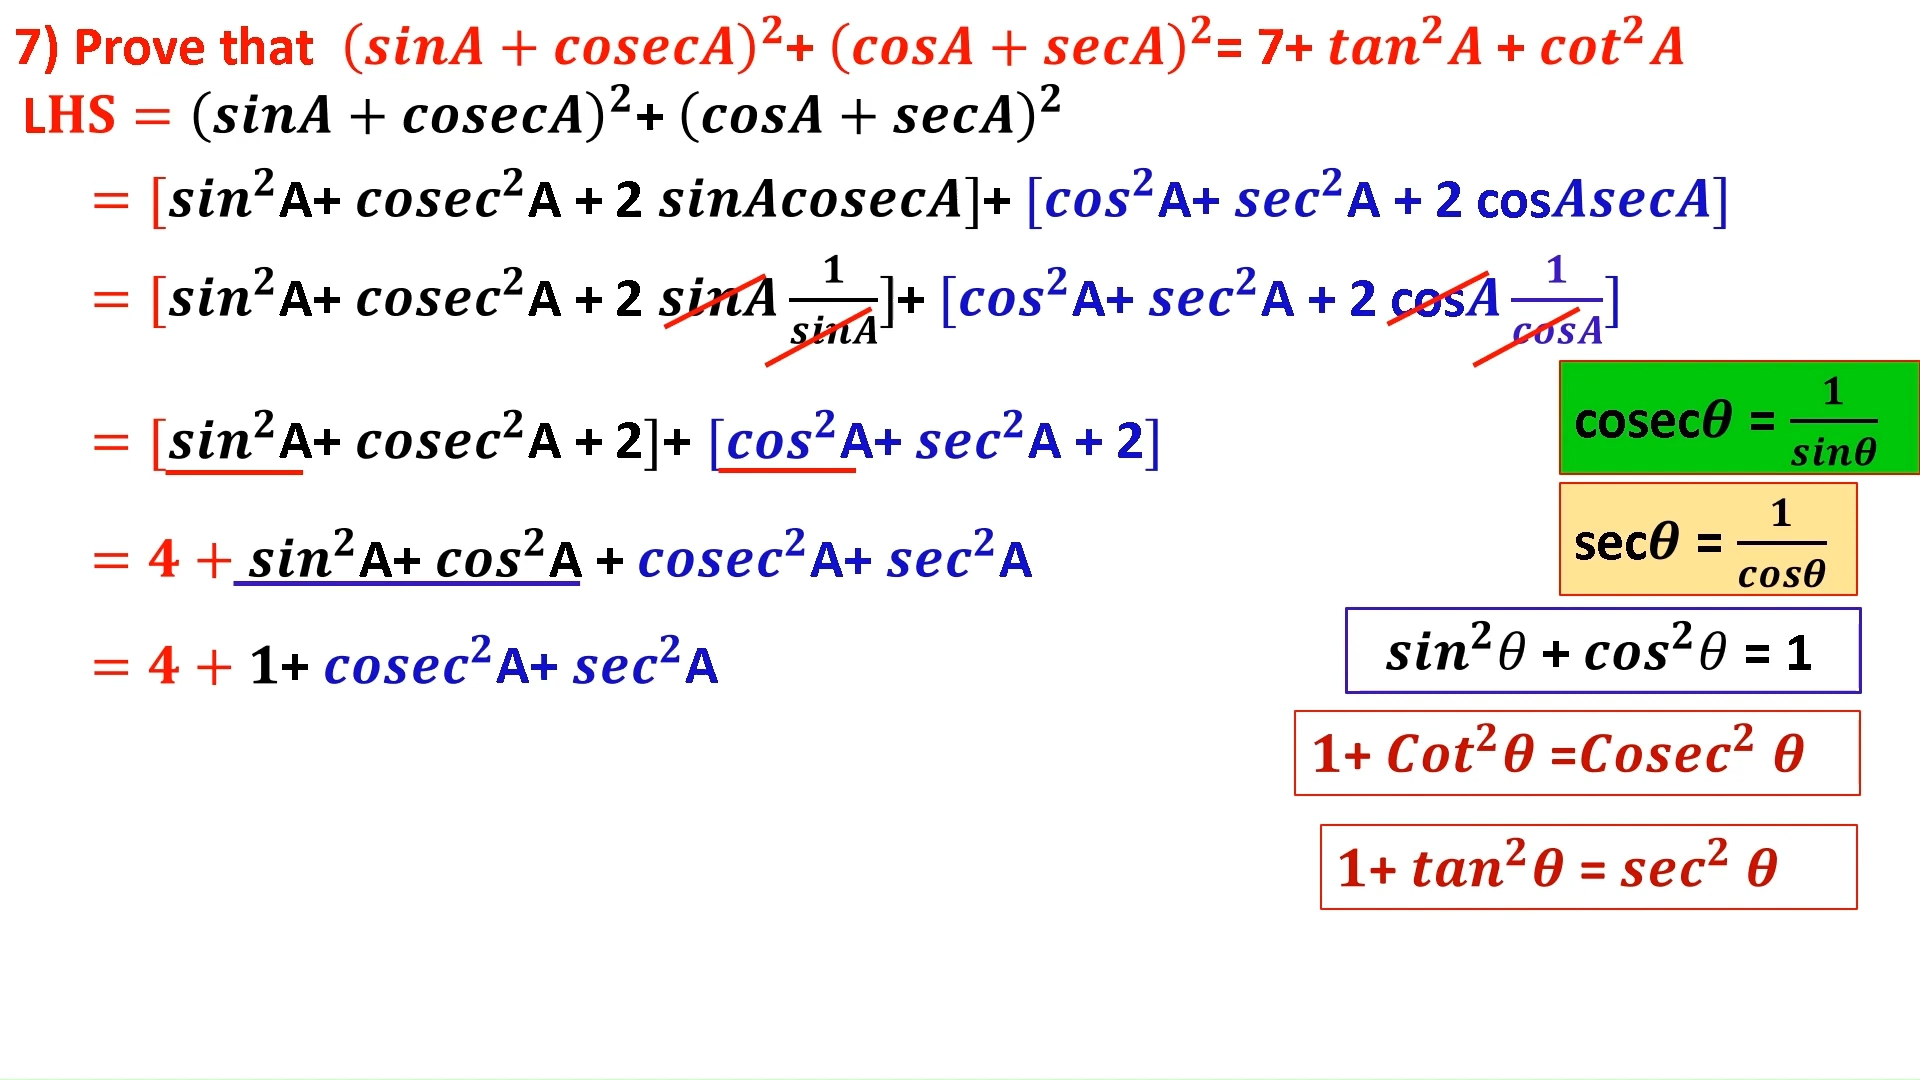 7) Prove that (sinA + cosecA)²+ (cosA + secA)²= 7+ tan²A + cot²A
LHS = (sinA + cosecA)²+ (cosA + secA)²
= [sin²A+ cosec²A + 2 sinAcosecA]+ [cos²A+ sec²A + 2 cosAsecA]
= [sin²A+ cosec²A + 2 sinA 1/sinA]+ [cos²A+ sec²A + 2 cosA 1/cosA]
= [sin²A+ cosec²A + 2]+ [cos²A+ sec²A + 2]
= 4 + sin²A+ cos²A + cosec²A+ sec²A
= 4 + 1+ cosec²A+ sec²A
cosecθ = 1/sinθ
secθ = 1/cosθ
sin²θ + cos²θ = 1
1+ Cot²θ =Cosec² θ
1+ tan²θ = sec² θ